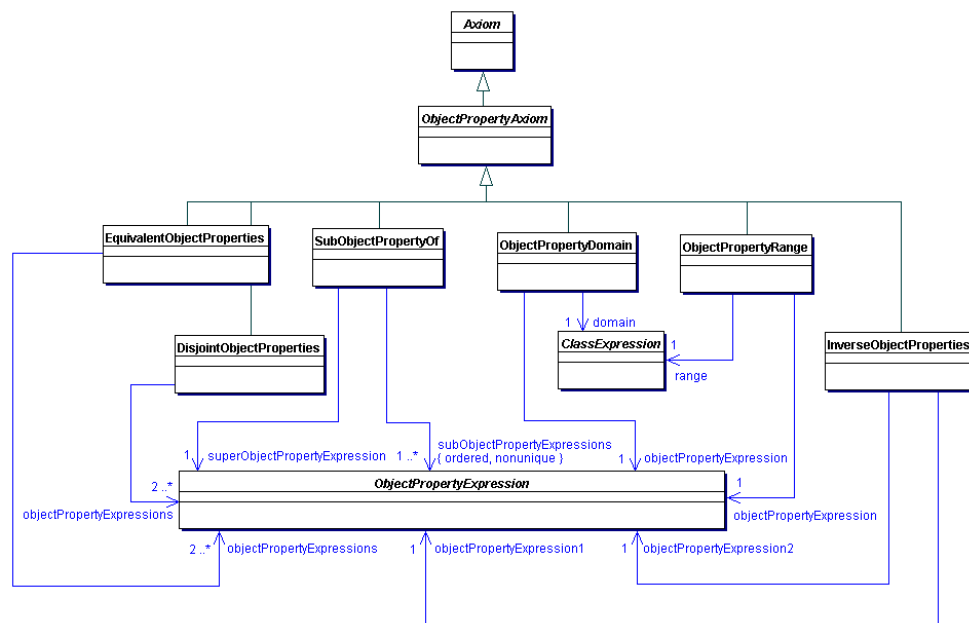 Axiom
ObjectPropertyAxiom
EquivalentObjectProperties
SubObjectPropertyOf
ObjectPropertyDomain
ObjectPropertyRange
1 domain
DisjointObjectProperties
ClassExpression
1
InverseObjectProperties
range
1 superObjectPropertyExpression
1 ..* subObjectPropertyExpressions
{ ordered, nonunique }
1 objectPropertyExpression
ObjectPropertyExpression
2 ..*
1
objectPropertyExpressions
objectPropertyExpression
2 ..* objectPropertyExpressions
1 objectPropertyExpression1
1 objectPropertyExpression2